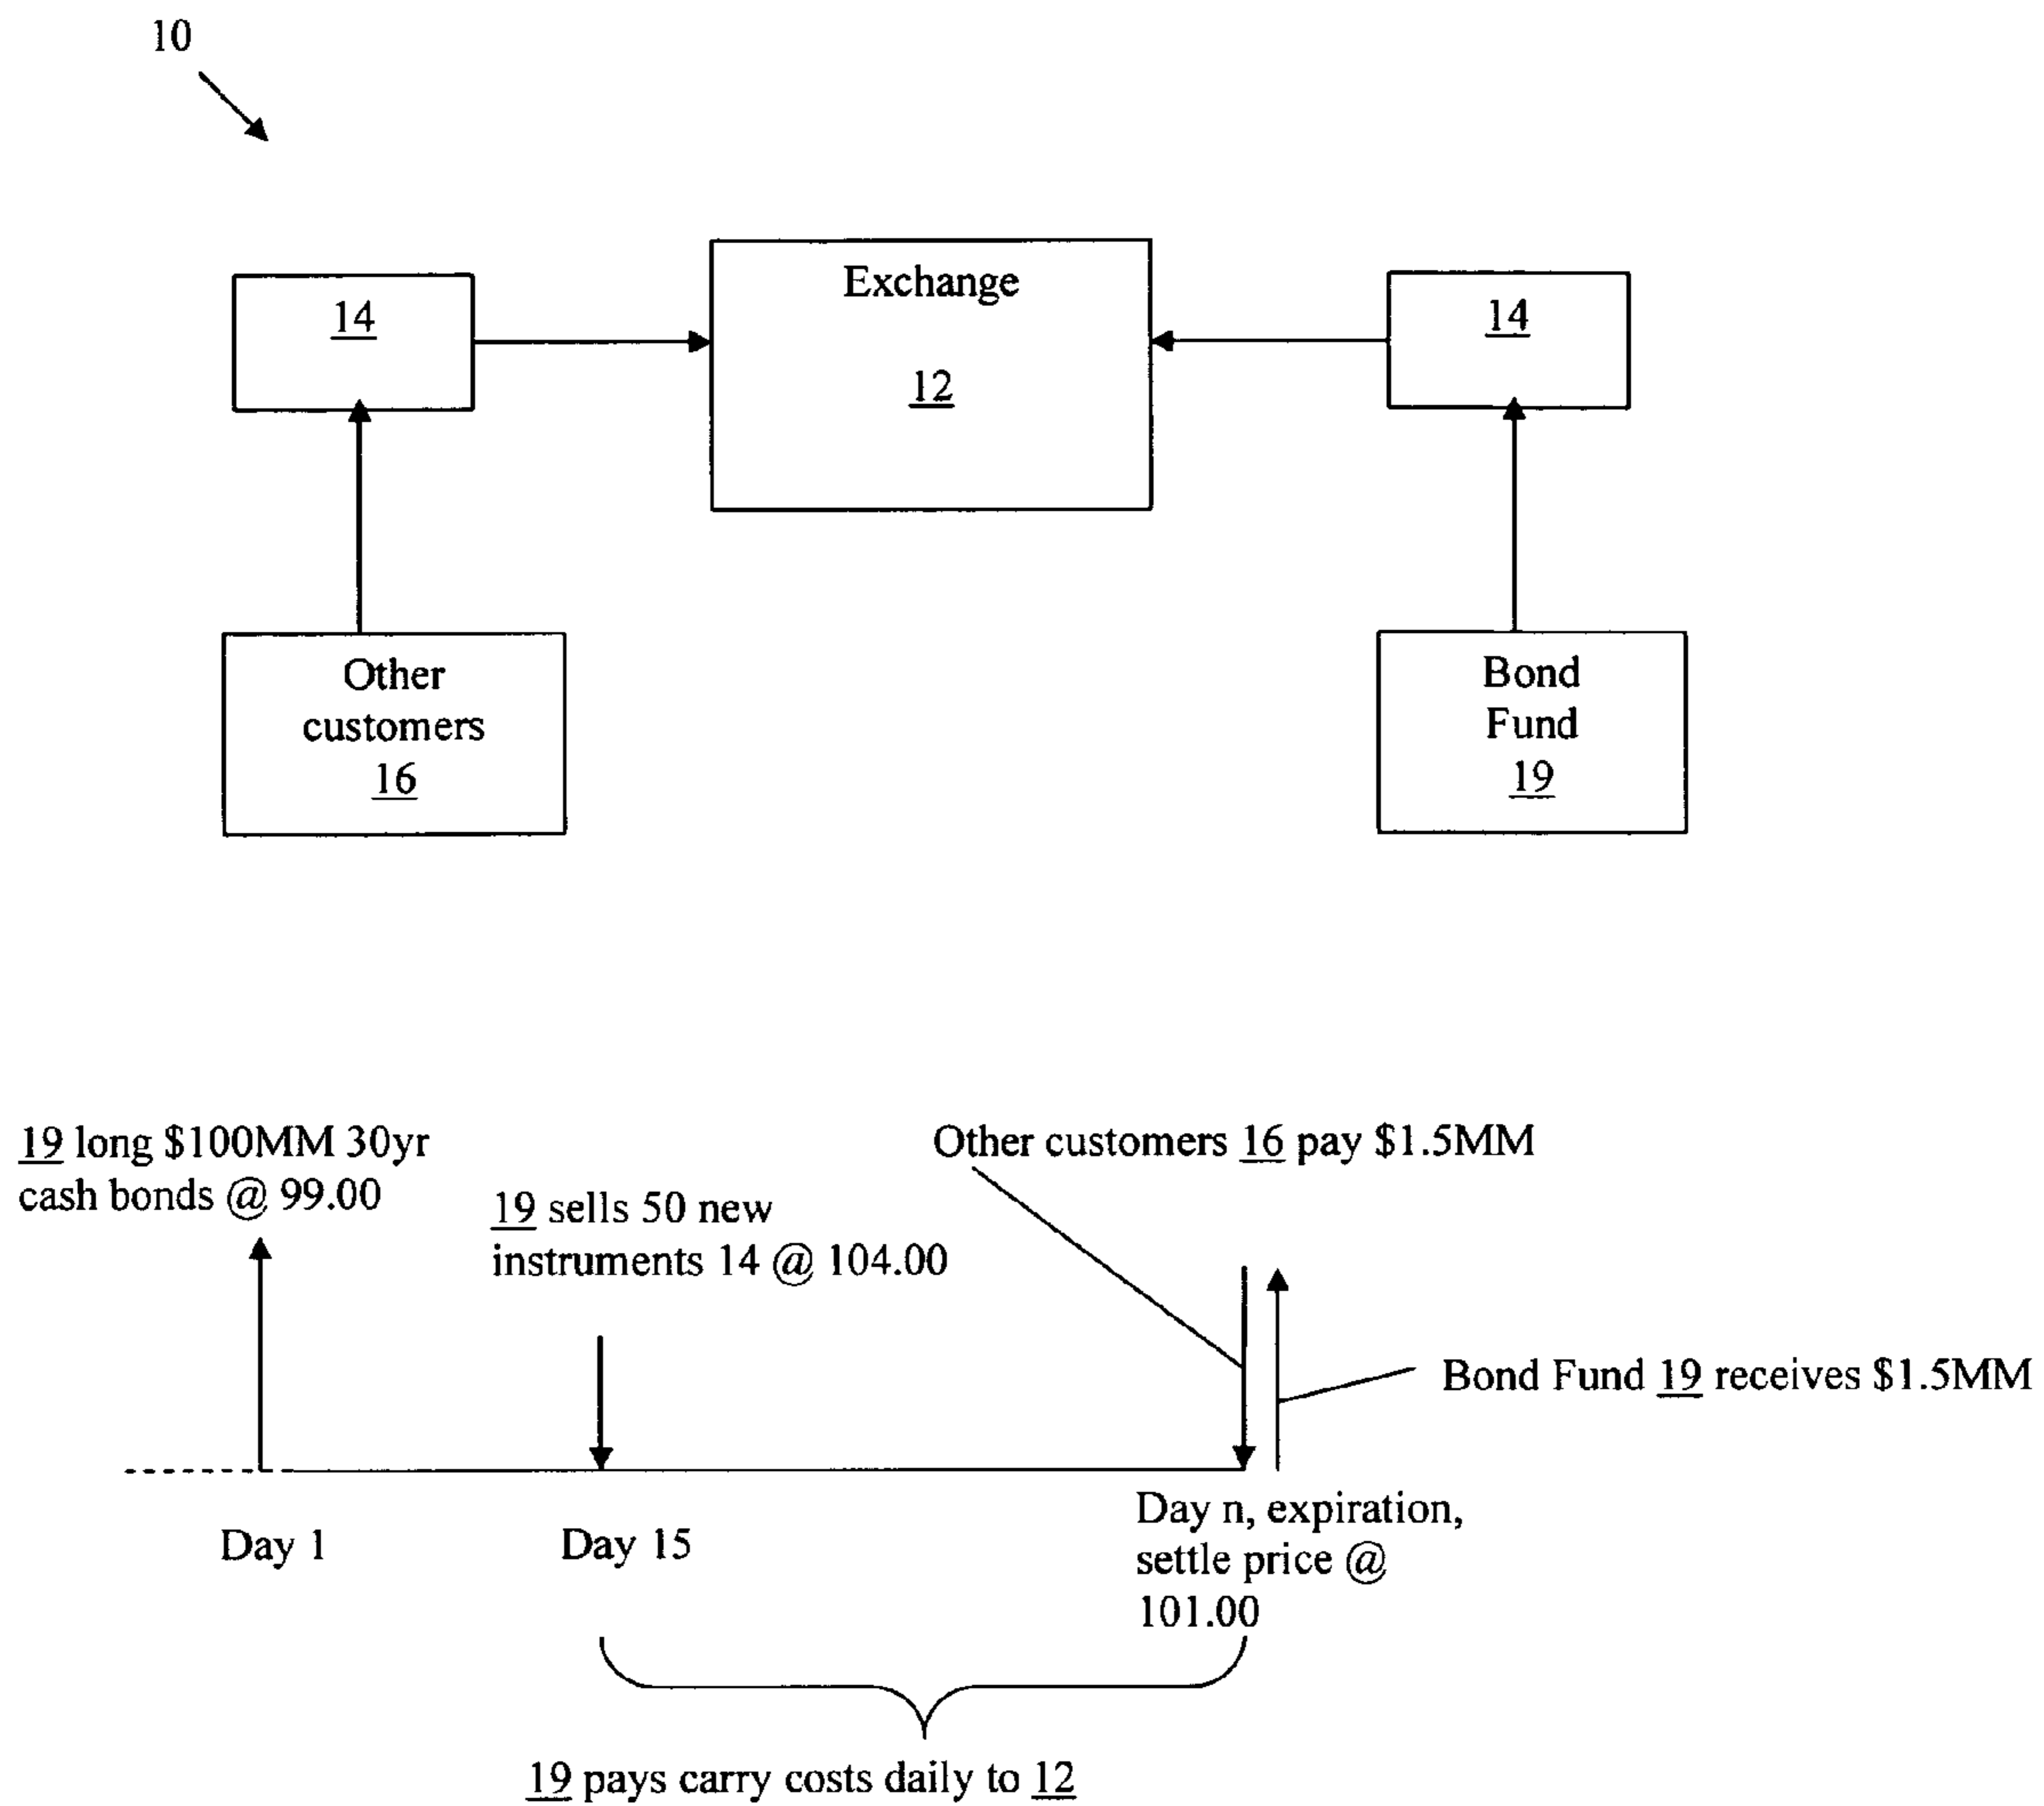 10
14
Exchange
12
14
Other
customers
16
Bond
Fund
19
19 long $100MM 30yr
cash bonds @ 99.00
19 sells 50 new
instruments 14 @ 104.00
Other customers 16 pay $1.5MM
Bond Fund 19 receives $1.5MM
Day 1
Day 15
Day n, expiration,
settle price @
101.00
19 pays carry costs daily to 12